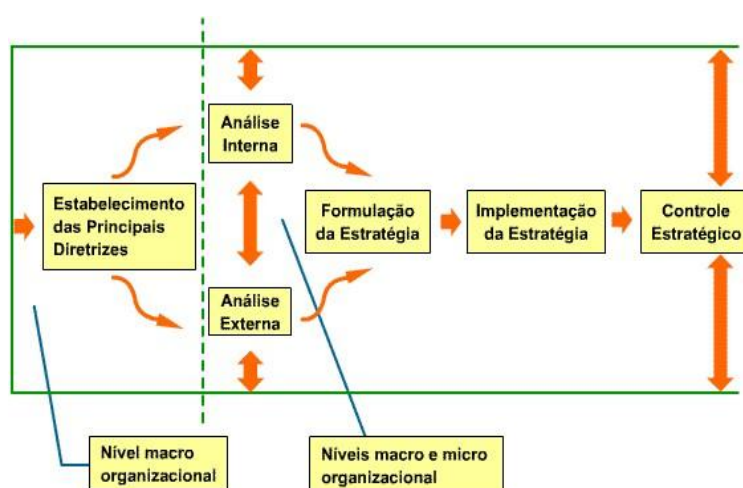 Análise
Interna
Estabelecimento
das Principais
Diretrizes
Formulação
da Estratégia
Implementação
da Estratégia
Controle
Estratégico
Análise
Externa
Nível macro
organizacional
Níveis macro e micro
organizacional